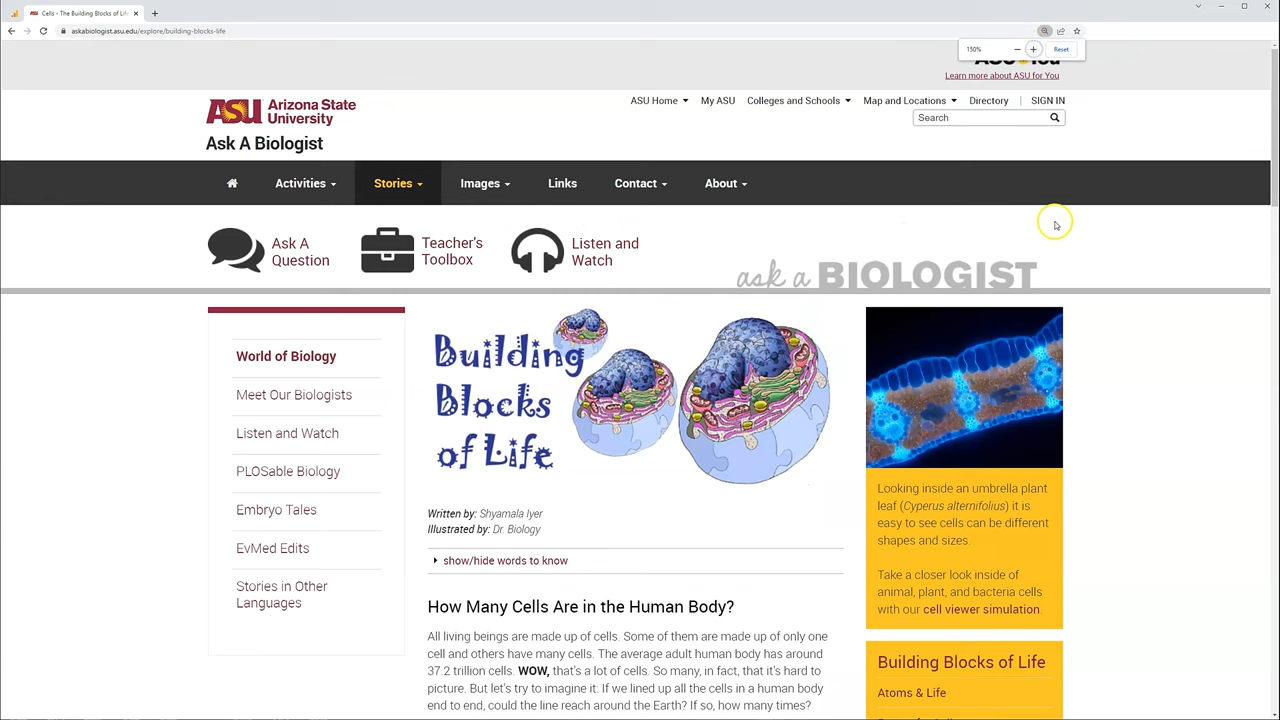 Cells - The Building Blocks of Li
askabiologist.asu.edu/explore/building-blocks-life
150%
Reset
Learn more about ASU for You
ASU Home
My ASU
Colleges and Schools
Map and Locations
Directory
SIGN IN
ASU Arizona State University
Search
Ask A Biologist
Activities
Stories
Images
Links
Contact
About
Ask A
Question
Teacher's
Toolbox
Listen and
Watch
ask a BIOLOGIST
World of Biology
Meet Our Biologists
Listen and Watch
PLOSable Biology
Embryo Tales
EvMed Edits
Stories in Other
Languages
Building
Blocks
of Life
Written by: Shyamala Iyer
Illustrated by: Dr. Biology
show/hide words to know
How Many Cells Are in the Human Body?
All living beings are made up of cells. Some of them are made up of only one
cell and others have many cells. The average adult human body has around
37.2 trillion cells. WOW, that's a lot of cells. So many, in fact, that it's hard to
picture. But let's try to imagine it. If we lined up all the cells in a human body
end to end, could the line reach around the Earth? If so, how many times?
Looking inside an umbrella plant
leaf (Cyperus alternifolius) it is
easy to see cells can be different
shapes and sizes.
Take a closer look inside of
animal, plant, and bacteria cells
with our cell viewer simulation.
Building Blocks of Life
Atoms & Life